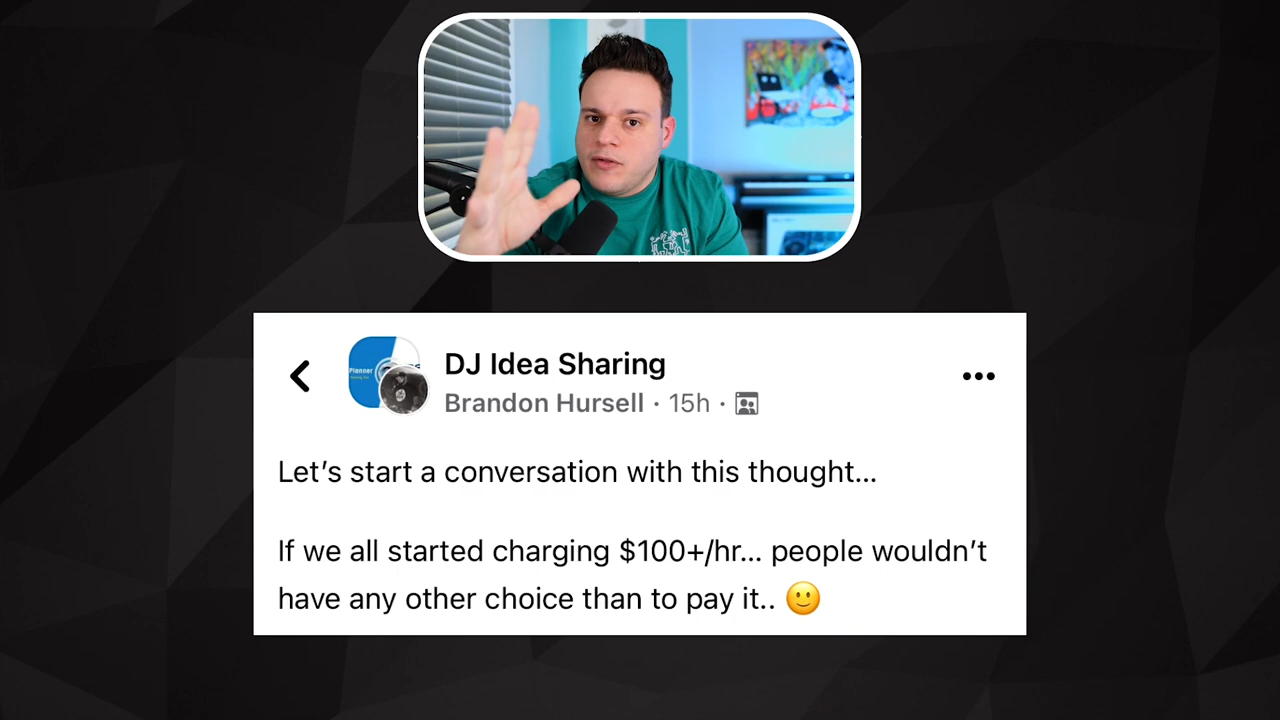 Planner
DJ Idea Sharing
Brandon Hursell · 15h ·
Let’s start a conversation with this thought...
If we all started charging $100+/hr... people wouldn’t
have any other choice than to pay it.. 🙂